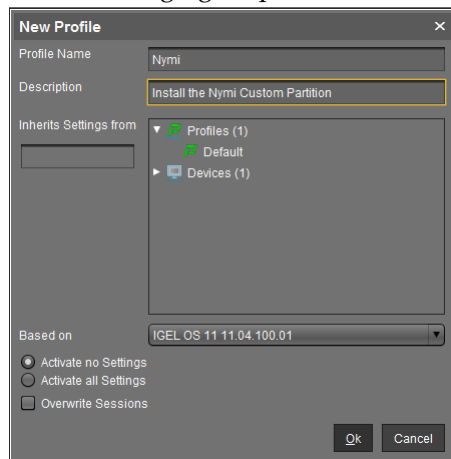 New Profile ×
Profile Name
Nymi
Description
Install the Nymi Custom Partition
Inherits Settings from
Profiles (1)
Default
Devices (1)
Based on
IGEL OS 11 11.04.100.01
Activate no Settings
Activate all Settings
Overwrite Sessions
Ok Cancel